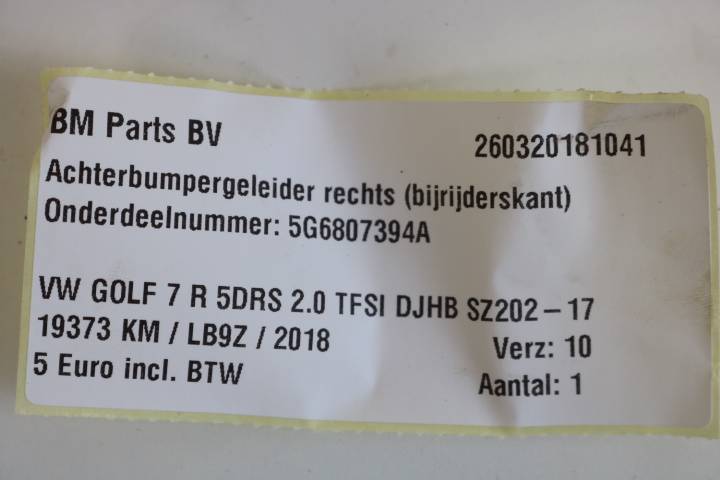 BM Parts BV 260320181041
Achterbumpergeleider rechts (bijrijderskant)
Onderdeelnummer: 5G6807394A
VW GOLF 7 R 5DRS 2.0 TFSI DJHB SZ202-17
19373 KM / LB9Z / 2018 Verz: 10
5 Euro incl. BTW Aantal: 1